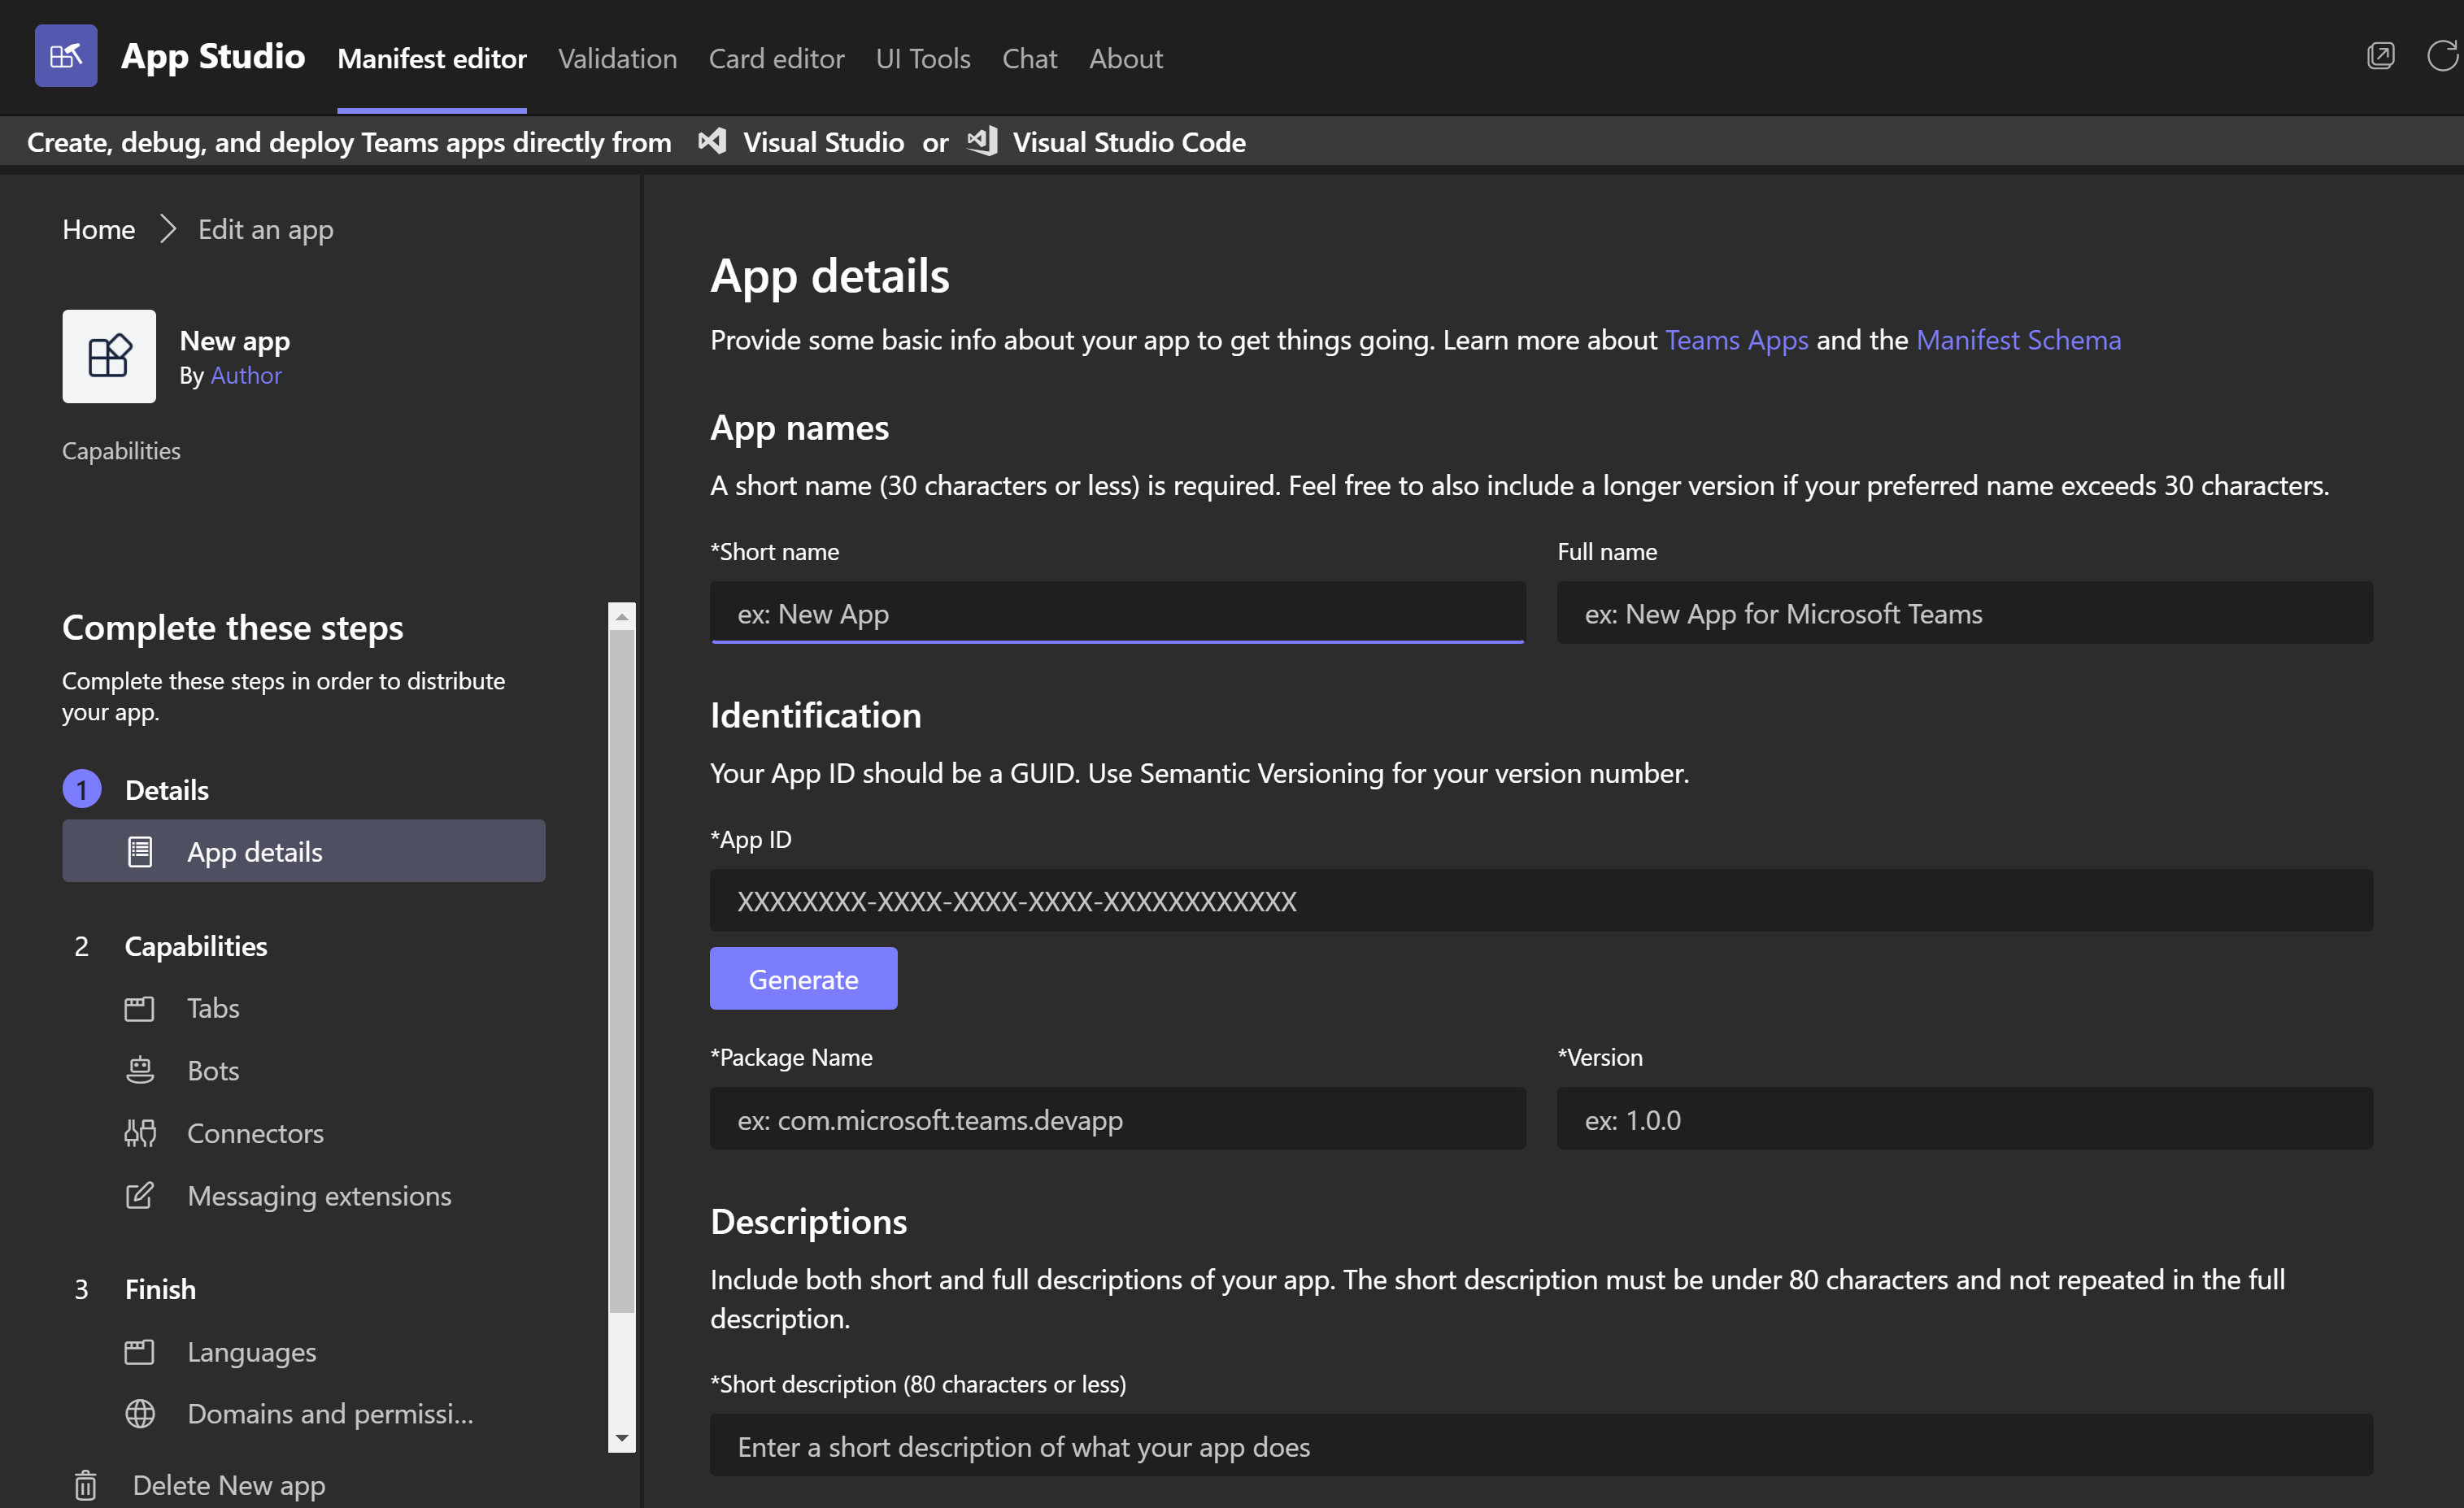 App Studio Manifest editor Validation Card editor UI Tools Chat About
Create, debug, and deploy Teams apps directly from Visual Studio or Visual Studio Code
Home Edit an app
New app
By Author
Capabilities
Complete these steps
Complete these steps in order to distribute
your app.
1 Details
App details
2 Capabilities
Tabs
Bots
Connectors
Messaging extensions
3 Finish
Languages
Domains and permissi...
Delete New app
App details
Provide some basic info about your app to get things going. Learn more about Teams Apps and the Manifest Schema
App names
A short name (30 characters or less) is required. Feel free to also include a longer version if your preferred name exceeds 30 characters.
*Short name Full name
ex: New App ex: New App for Microsoft Teams
Identification
Your App ID should be a GUID. Use Semantic Versioning for your version number.
*App ID
XXXXXXXX-XXXX-XXXX-XXXX-XXXXXXXXXXXX
Generate
*Package Name *Version
ex: com.microsoft.teams.devapp ex: 1.0.0
Descriptions
Include both short and full descriptions of your app. The short description must be under 80 characters and not repeated in the full
description.
*Short description (80 characters or less)
Enter a short description of what your app does